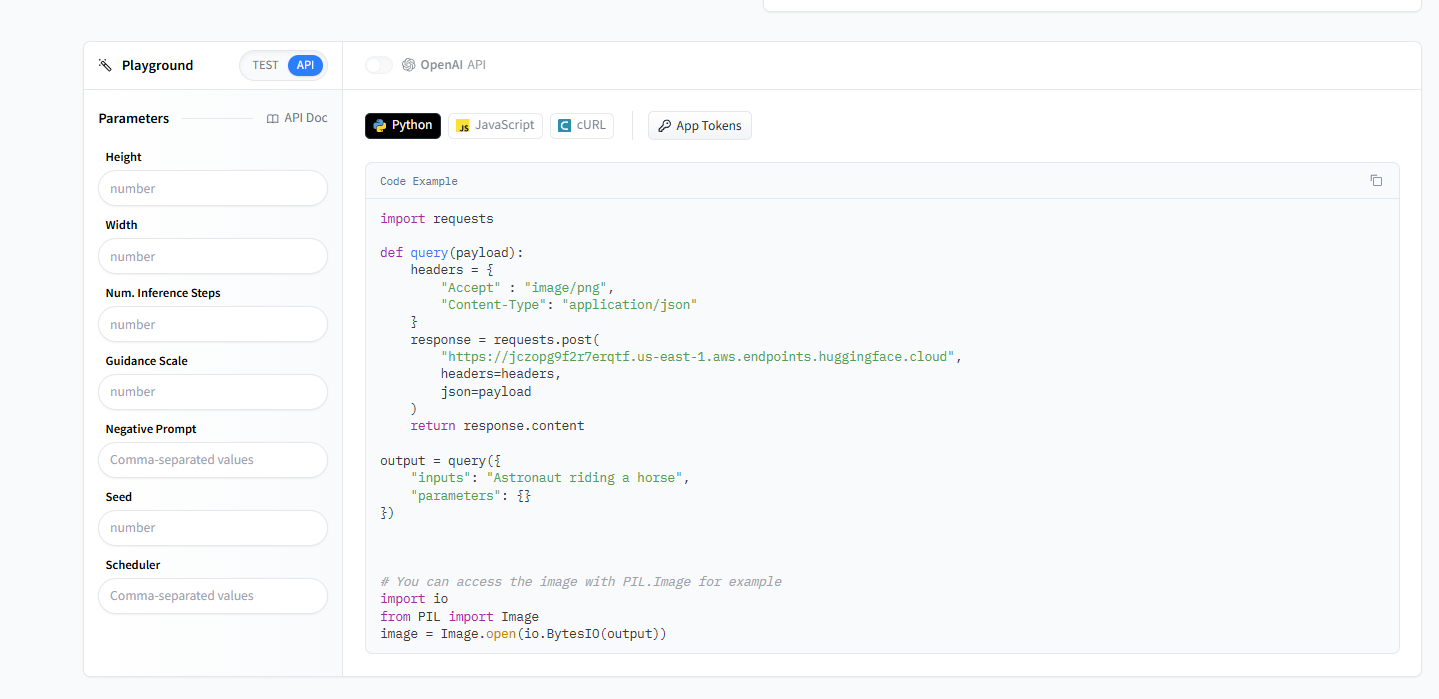 Playground
TEST
API
OpenAI API
Parameters
API Doc
Height
number
Width
number
Num. Inference Steps
number
Guidance Scale
number
Negative Prompt
Comma-separated values
Seed
number
Scheduler
Comma-separated values
Python
JS JavaScript
C cURL
App Tokens
Code Example
import requests
def query(payload):
    headers = {
        "Accept" : "image/png",
        "Content-Type": "application/json"
    }
    response = requests.post(
        "https://jczopg9f2r7erqtf.us-east-1.aws.endpoints.huggingface.cloud",
        headers=headers,
        json=payload
    )
    return response.content
output = query({
    "inputs": "Astronaut riding a horse",
    "parameters": {}
})
# You can access the image with PIL.Image for example
import io
from PIL import Image
image = Image.open(io.BytesIO(output))